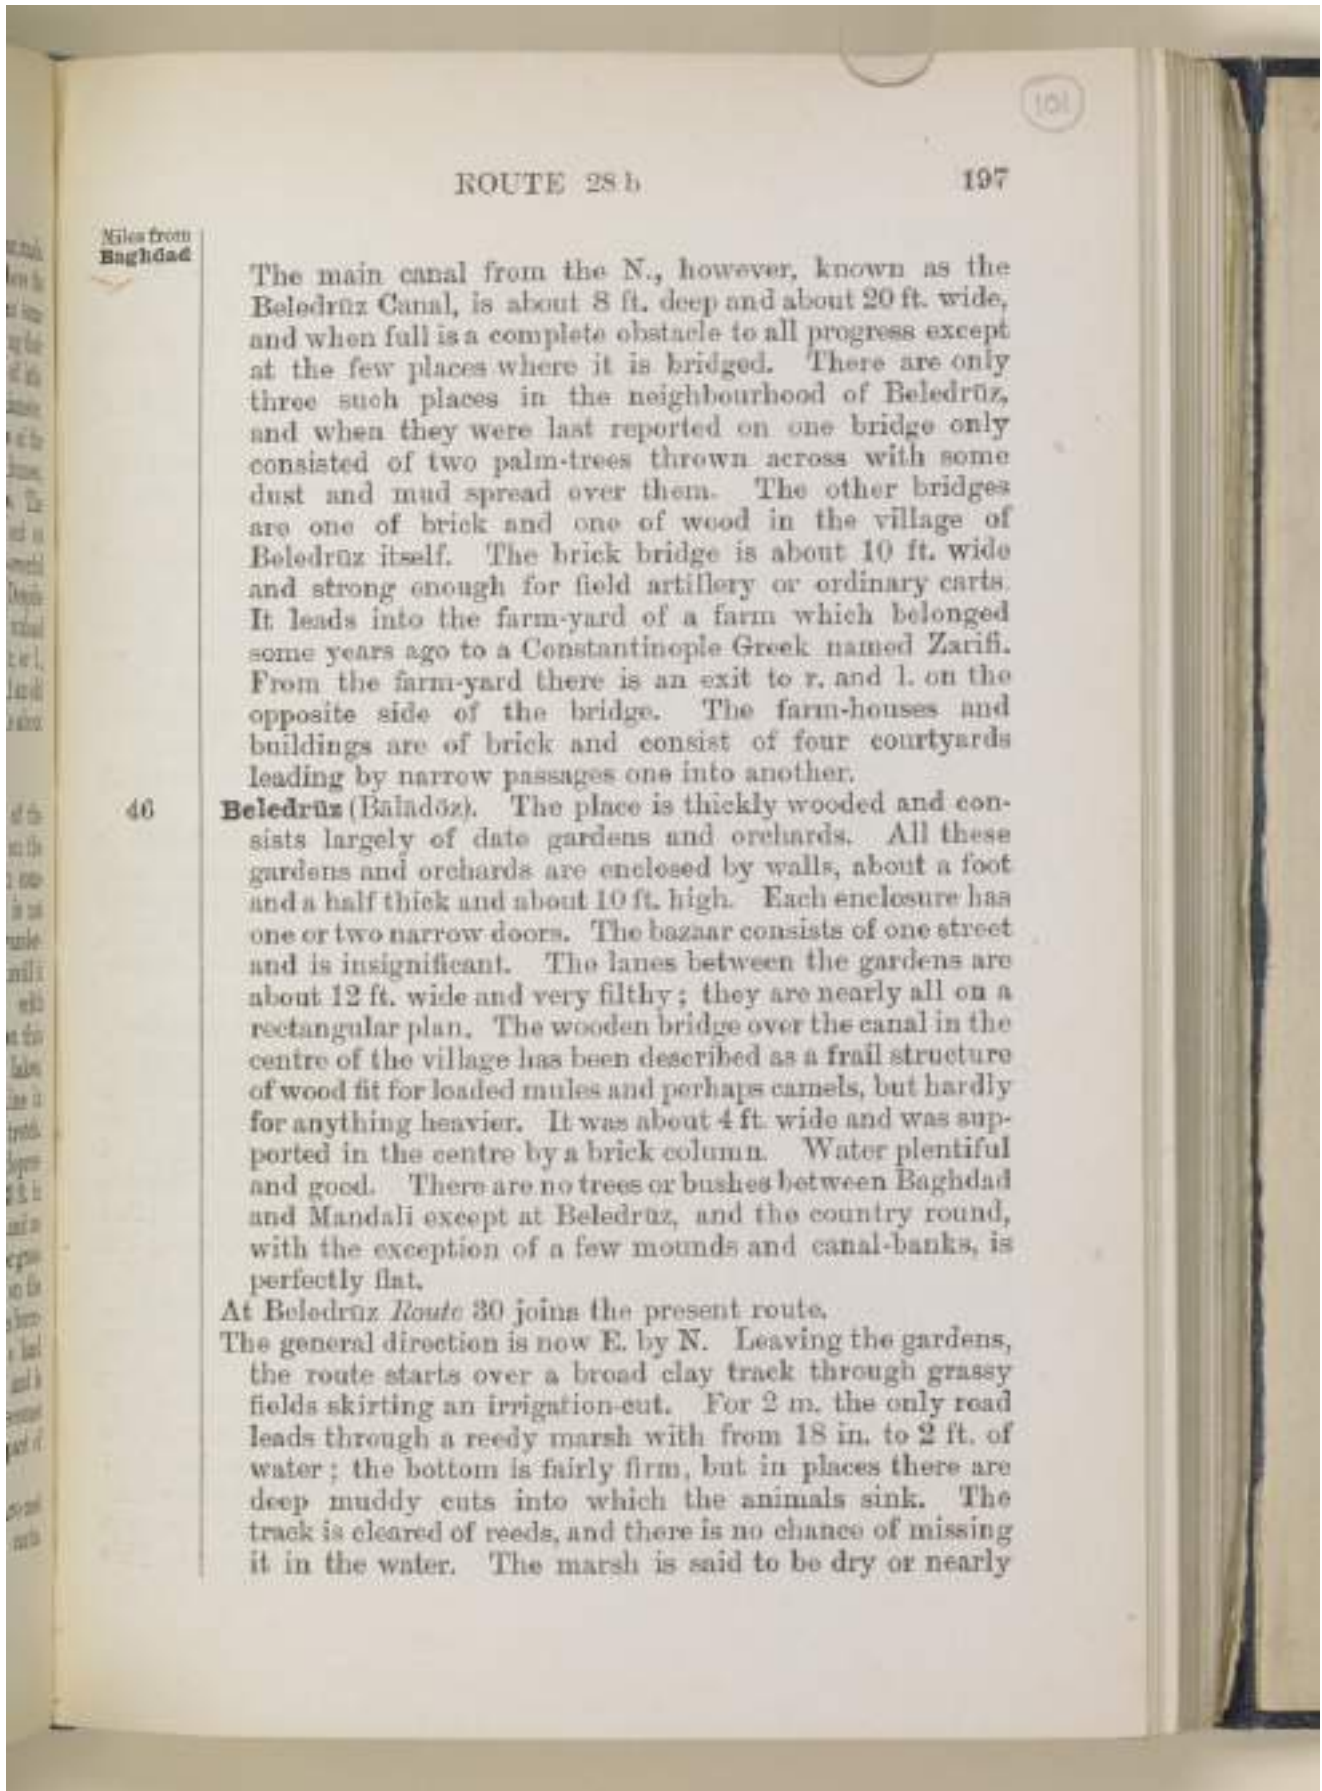 101
ROUTE 28 b
197
Miles from
Baghdad
The main canal from the N., however, known as the
Beledrūz Canal, is about 8 ft. deep and about 20 ft. wide,
and when full is a complete obstacle to all progress except
at the few places where it is bridged. There are only
three such places in the neighbourhood of Beledrūz,
and when they were last reported on one bridge only
consisted of two palm-trees thrown across with some
dust and mud spread over them. The other bridges
are one of brick and one of wood in the village of
Beledrūz itself. The brick bridge is about 10 ft. wide
and strong enough for field artillery or ordinary carts.
It leads into the farm-yard of a farm which belonged
some years ago to a Constantinople Greek named Zarifi.
From the farm-yard there is an exit to r. and l. on the
opposite side of the bridge. The farm-houses and
buildings are of brick and consist of four courtyards
leading by narrow passages one into another.
46 Beledrūz (Bālādōz). The place is thickly wooded and con-
sists largely of date gardens and orchards. All these
gardens and orchards are enclosed by walls, about a foot
and a half thick and about 10 ft. high. Each enclosure has
one or two narrow doors. The bazaar consists of one street
and is insignificant. The lanes between the gardens are
about 12 ft. wide and very filthy; they are nearly all on a
rectangular plan. The wooden bridge over the canal in the
centre of the village has been described as a frail structure
of wood fit for loaded mules and perhaps camels, but hardly
for anything heavier. It was about 4 ft. wide and was sup-
ported in the centre by a brick column. Water plentiful
and good. There are no trees or bushes between Baghdad
and Mandali except at Beledrūz, and the country round,
with the exception of a few mounds and canal-banks, is
perfectly flat.
At Beledrūz Route 30 joins the present route.
The general direction is now E. by N. Leaving the gardens,
the route starts over a broad clay track through grassy
fields skirting an irrigation-cut. For 2 m. the only road
leads through a reedy marsh with from 18 in. to 2 ft. of
water; the bottom is fairly firm, but in places there are
deep muddy cuts into which the animals sink. The
track is cleared of reeds, and there is no chance of missing
it in the water. The marsh is said to be dry or nearly